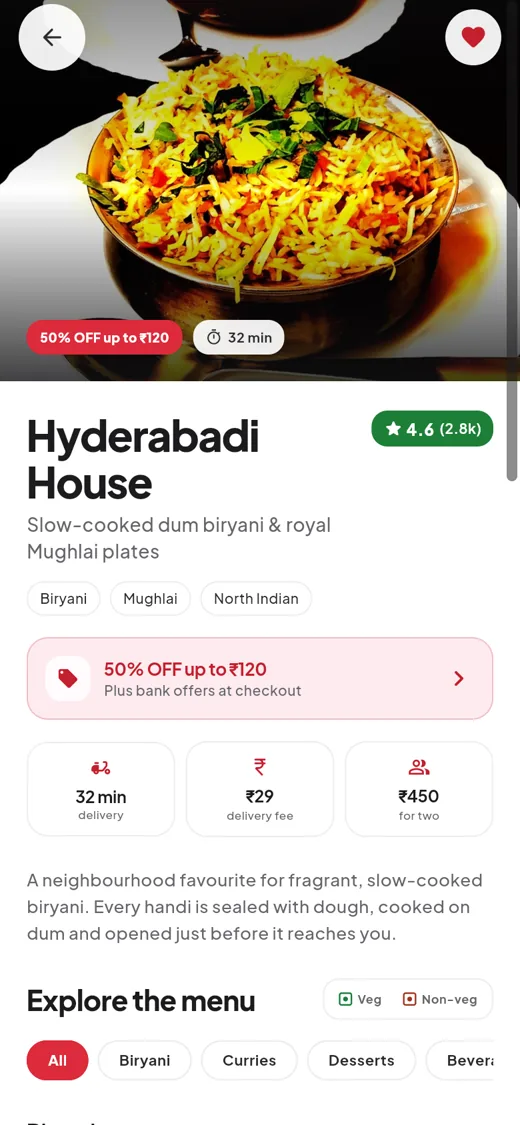 50% OFF up to ₹120
32 min
Hyderabadi
House
4.6 (2.8k)
Slow-cooked dum biryani & royal
Mughlai plates
Biryani
Mughlai
North Indian
50% OFF up to ₹120
Plus bank offers at checkout
32 min
delivery
₹29
delivery fee
₹450
for two
A neighbourhood favourite for fragrant, slow-cooked
biryani. Every handi is sealed with dough, cooked on
dum and opened just before it reaches you.
Explore the menu
Veg
Non-veg
All
Biryani
Curries
Desserts